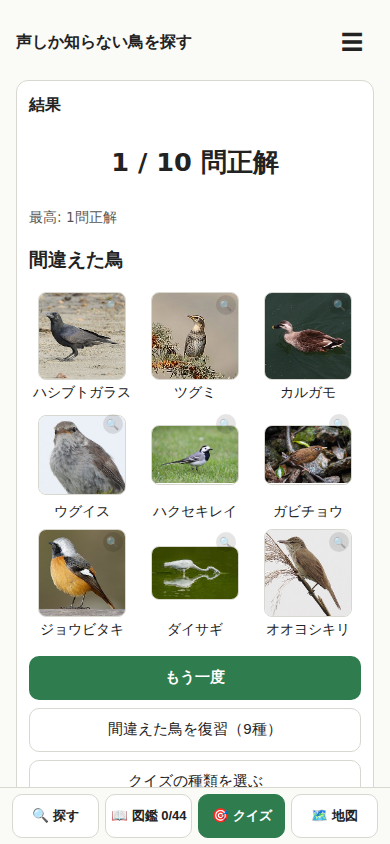 声しか知らない鳥を探す
結果
1 / 10 問正解
最高: 1問正解
間違えた鳥
ハシブトガラス
ツグミ
カルガモ
ウグイス
ハクセキレイ
ガビチョウ
ジョウビタキ
ダイサギ
オオヨシキリ
もう一度
間違えた鳥を復習（9種）
クイズの種類を選ぶ
探す
図鑑 0/44
クイズ
地図